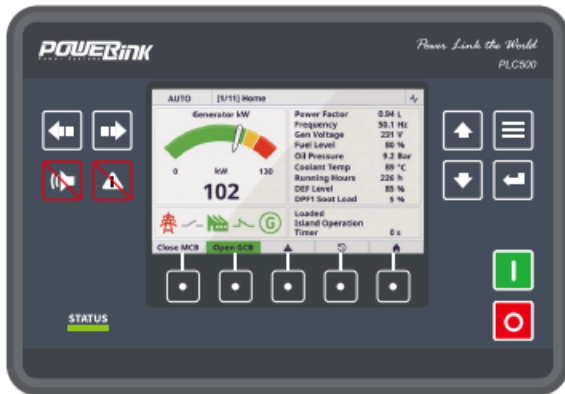 POWERink
Power Systems
Power Link the World
PLC500
AUTO [1/11] Home
Generator kW
0 kW 130
102
Power Factor 0.94 L
Frequency 50.1 Hz
Gen Voltage 231 V
Fuel Level 80 %
Oil Pressure 9.2 Bar
Coolant Temp 89 °C
Running Hours 226 h
DEF Level 85 %
DPF1 Soot Load 5 %
G
Loaded
Island Operation
Timer 0 s
Close MCB Open GCB
STATUS